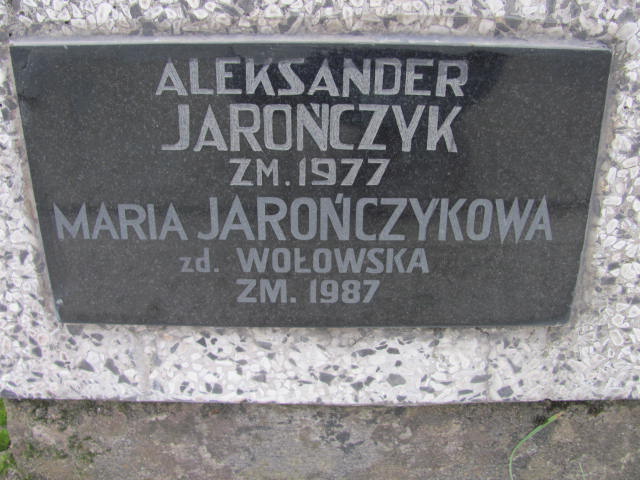 ALEKSANDER
JAROŃCZYK
ZM. 1977
MARIA JAROŃCZYKOWA
zd. WOŁOWSKA
ZM. 1987